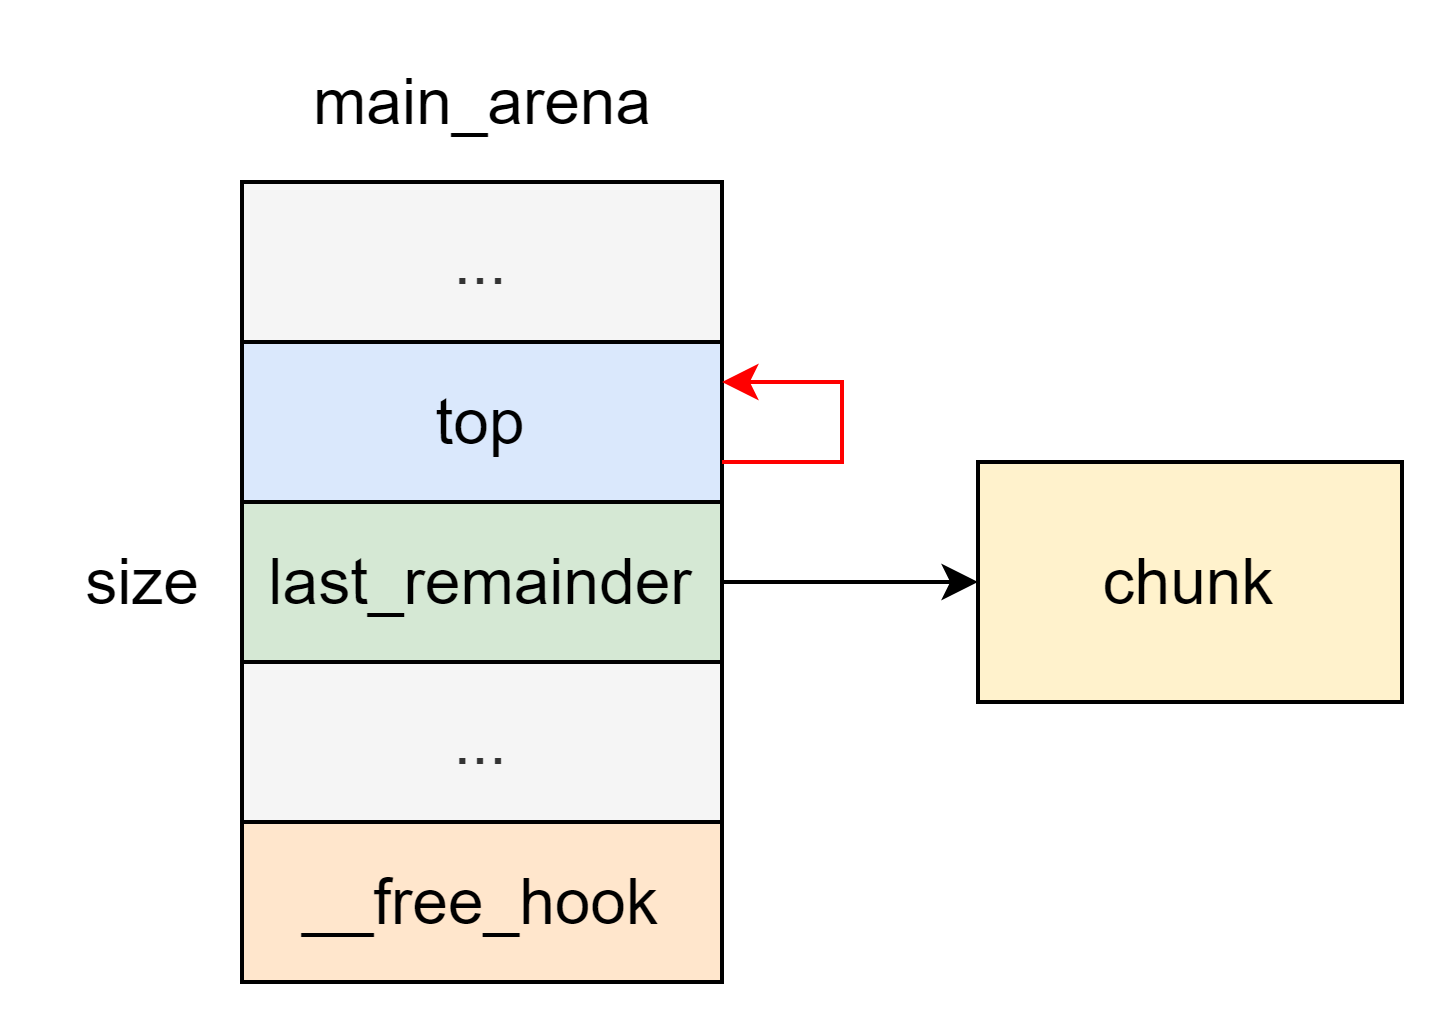 main_arena
...
top
size
last_remainder
chunk
...
__free_hook